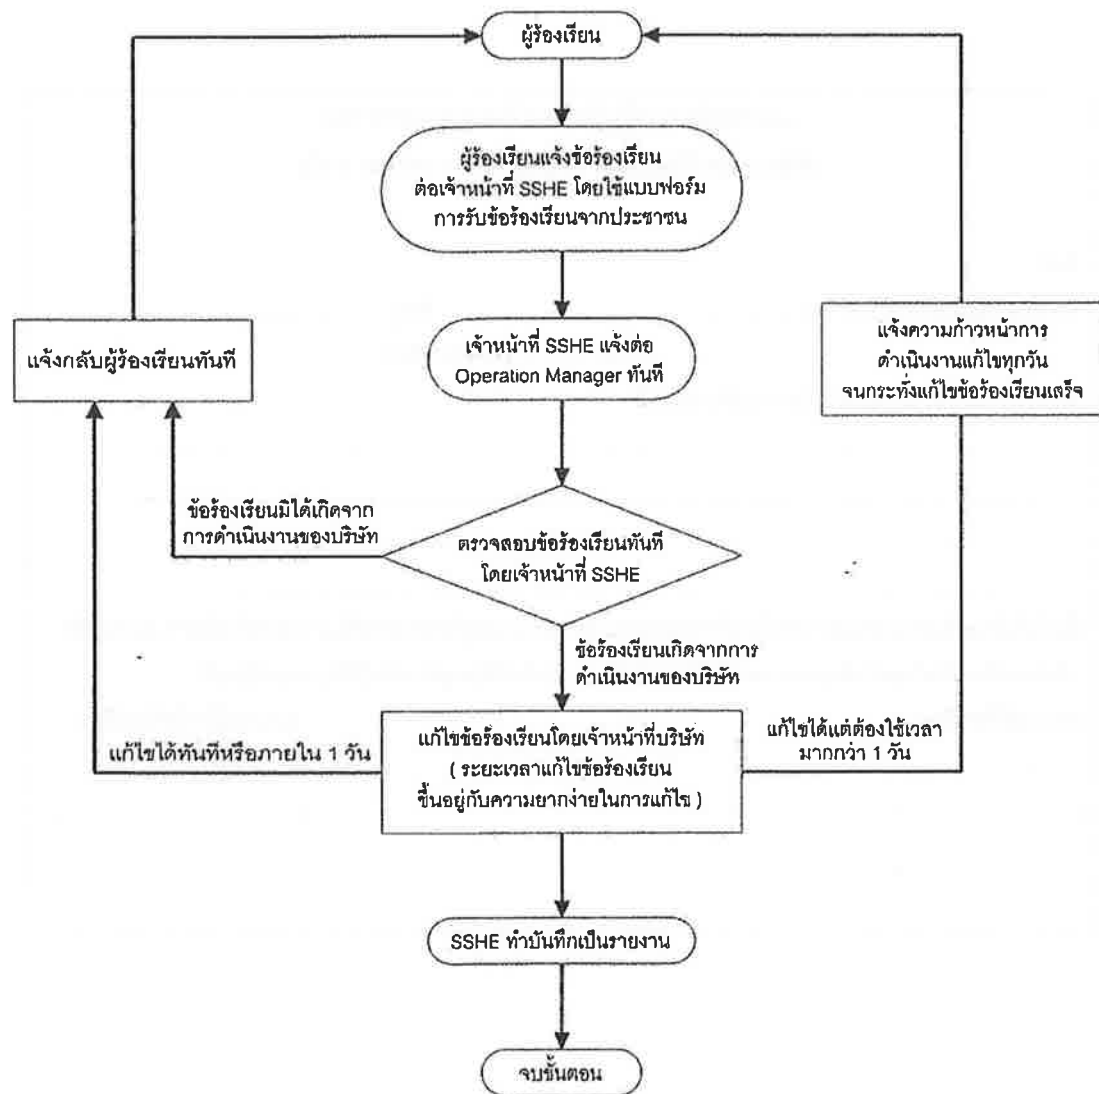 ผู้ร้องเรียน
ผู้ร้องเรียนแจ้งข้อร้องเรียน
ต่อเจ้าหน้าที่ SSHE โดยใช้แบบฟอร์ม
การรับข้อร้องเรียนจากประชาชน
แจ้งกลับผู้ร้องเรียนทันที
เจ้าหน้าที่ SSHE แจ้งต่อ
Operation Manager ทันที
แจ้งความก้าวหน้าการ
ดำเนินงานแก้ไขทุกวัน
จนกระทั่งแก้ไขข้อร้องเรียนเสร็จ
ข้อร้องเรียนมิได้เกิดจาก
การดำเนินงานของบริษัท
ตรวจสอบข้อร้องเรียนทันที
โดยเจ้าหน้าที่ SSHE
ข้อร้องเรียนเกิดจากการ
ดำเนินงานของบริษัท
แก้ไขได้ทันทีหรือภายใน 1 วัน
แก้ไขข้อร้องเรียนโดยเจ้าหน้าที่บริษัท
( ระยะเวลาแก้ไขข้อร้องเรียน
ขึ้นอยู่กับความยากง่ายในการแก้ไข )
แก้ไขได้แต่ต้องใช้เวลา
มากกว่า 1 วัน
SSHE ทำบันทึกเป็นรายงาน
จบขั้นตอน